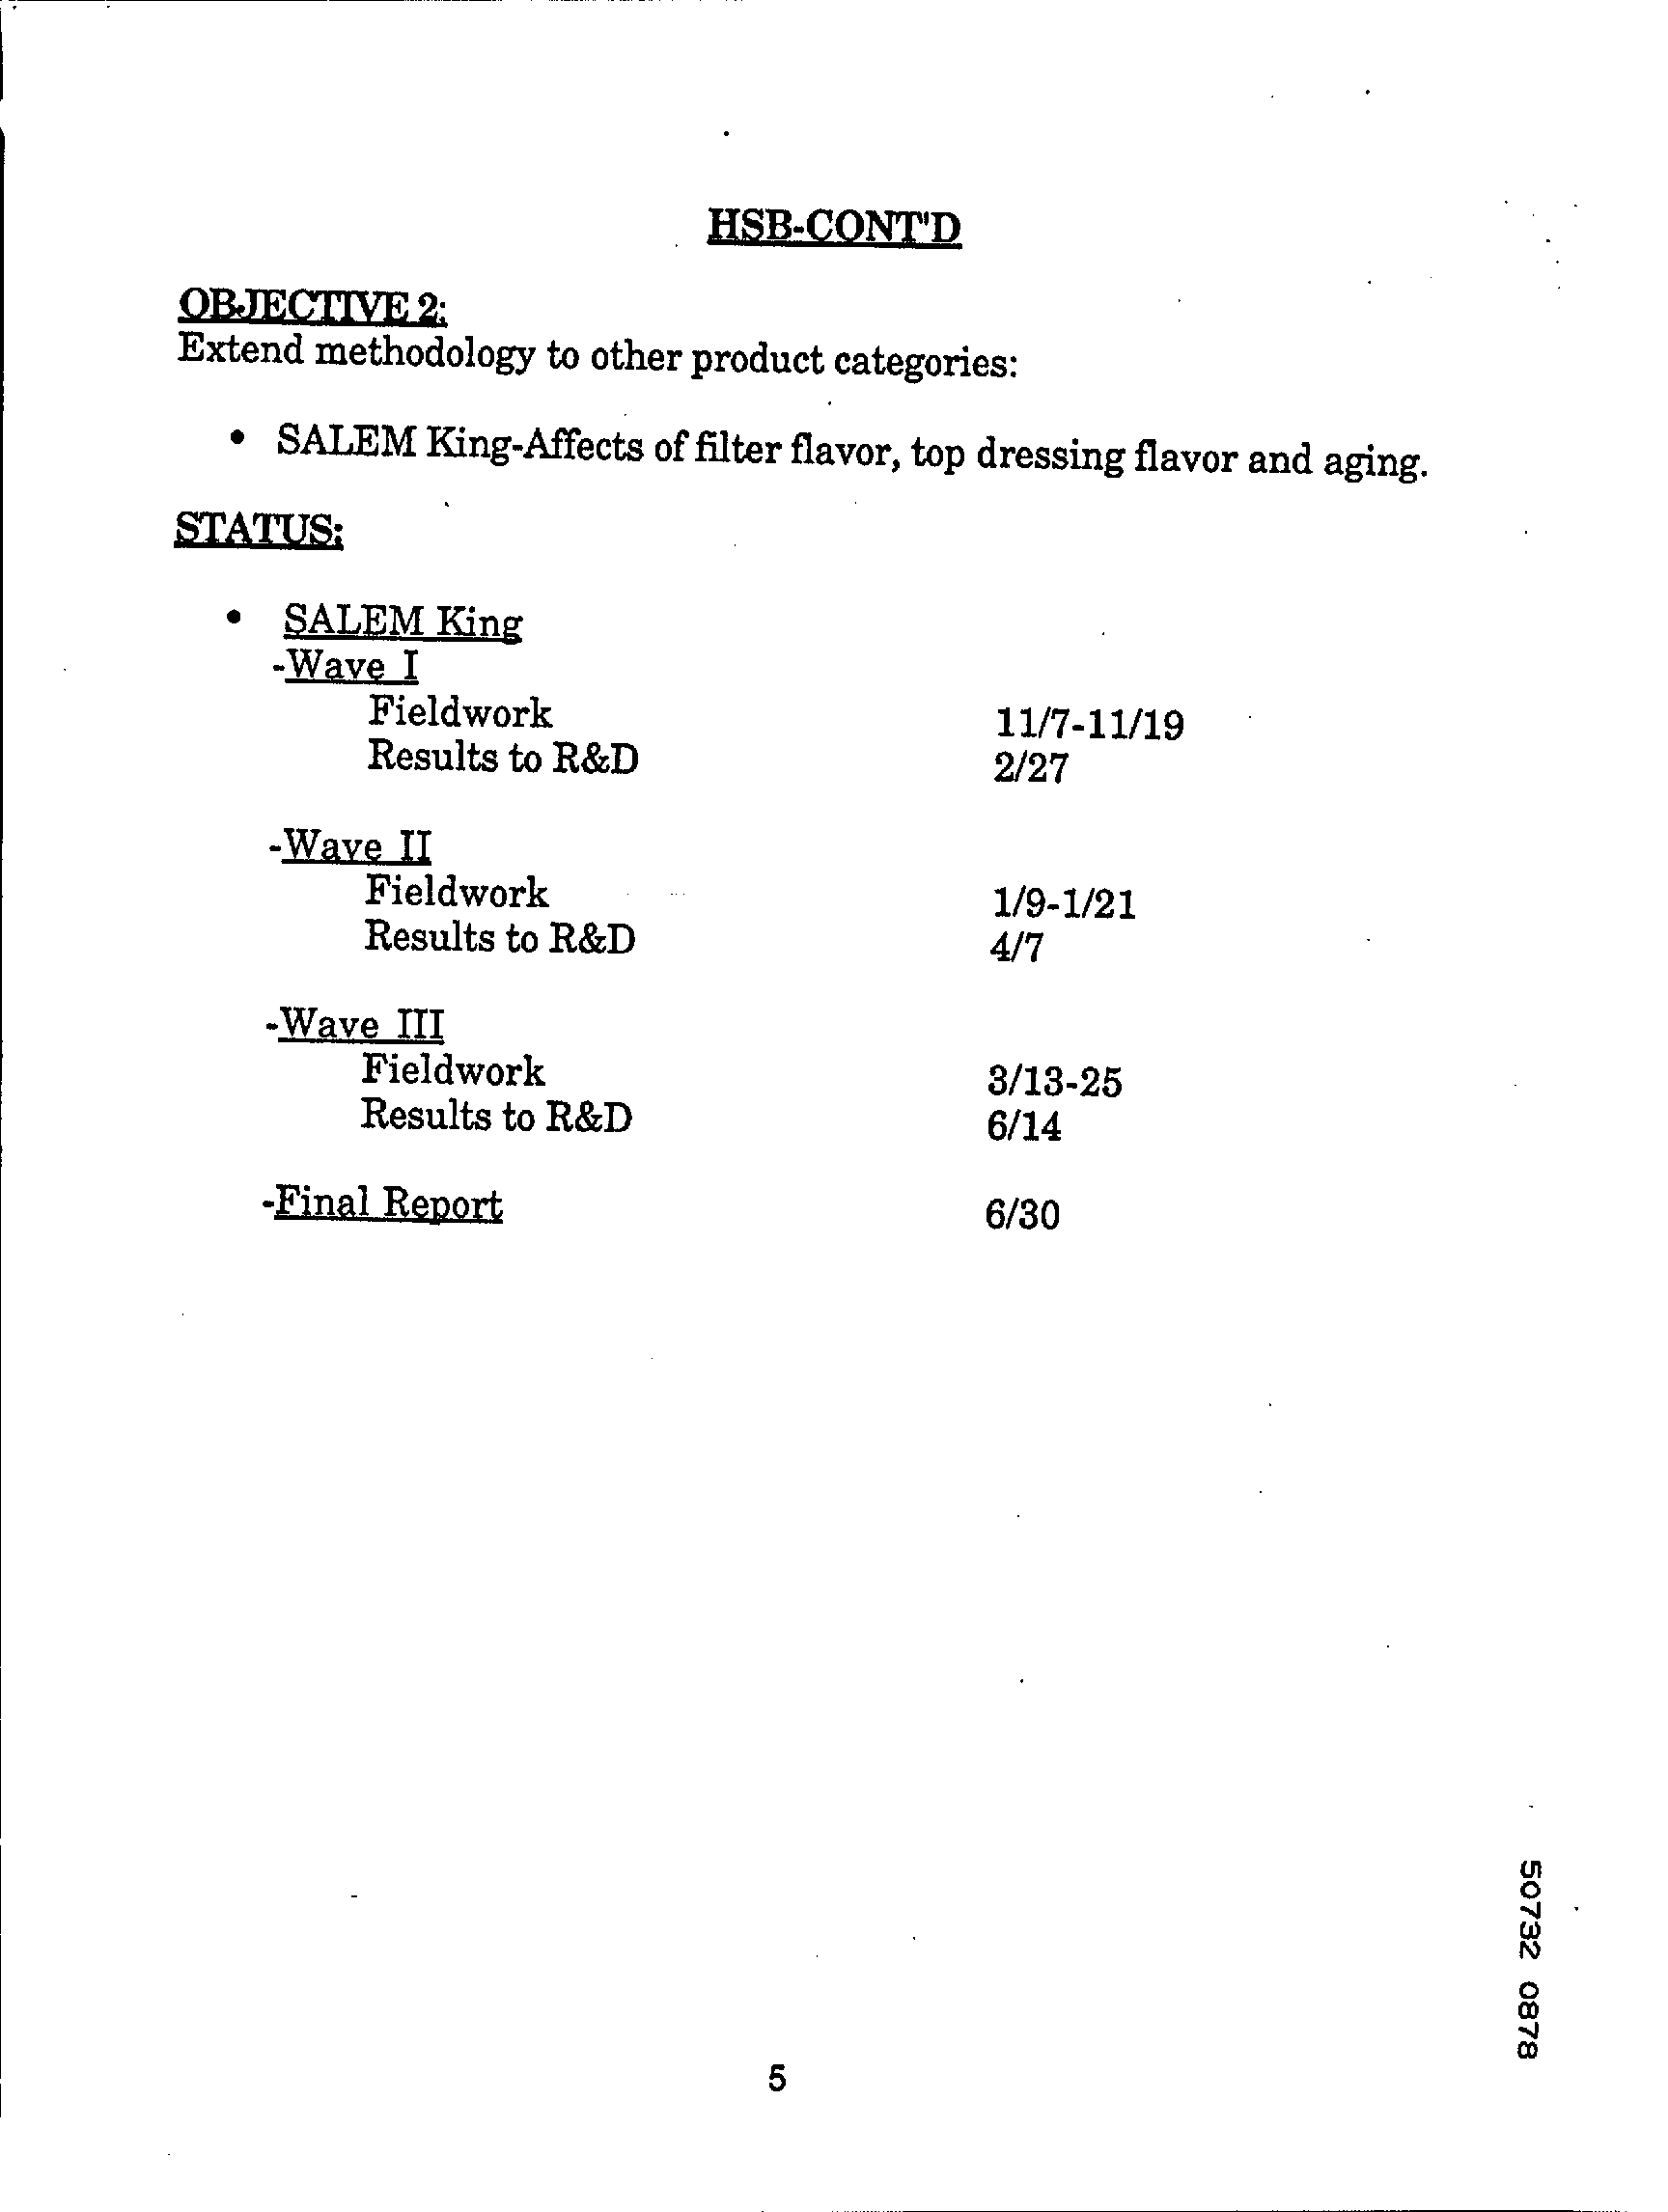 HSB-CONT'D
OBJECTIVE 2:
Extend methodology to other product categories:
• SALEM King-Affects of filter flavor, top dressing flavor and aging.
STATUS:
• SALEM King
-Wave I
Fieldwork 11/7-11/19
Results to R&D 2/27
-Wave II
Fieldwork 1/9-1/21
Results to R&D 4/7
-Wave III
Fieldwork 3/13-25
Results to R&D 6/14
-Final Report 6/30
50732 0878
5